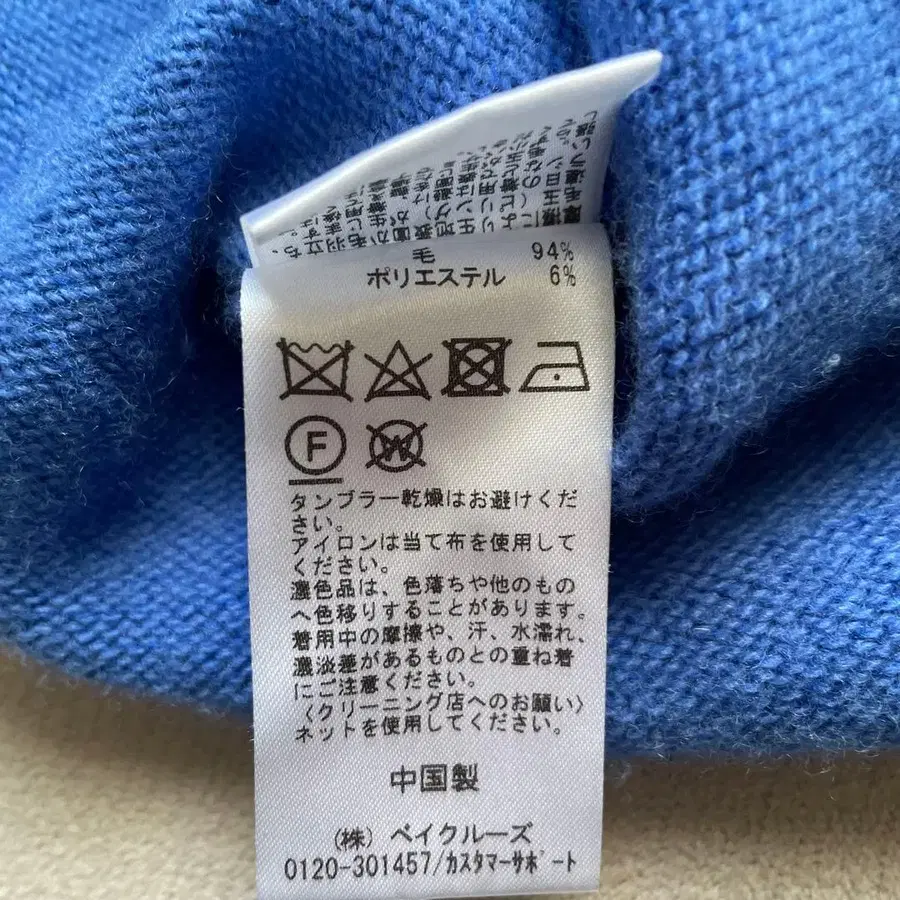 毛 94%
ポリエステル 6%
F
W
タンブラー乾燥はお避けくだ
さい。
アイロンは当て布を使用して
ください。
濃色品は、色落ちや他のもの
へ色移りすることがあります。
着用中の摩擦や、汗、水濡れ、
濃淡差があるものとの重ね着
にご注意ください。
〈クリーニング店へのお願い〉
ネットを使用してください。
中国製
(株) ベイクルーズ
0120-301457/カスタマーサポート